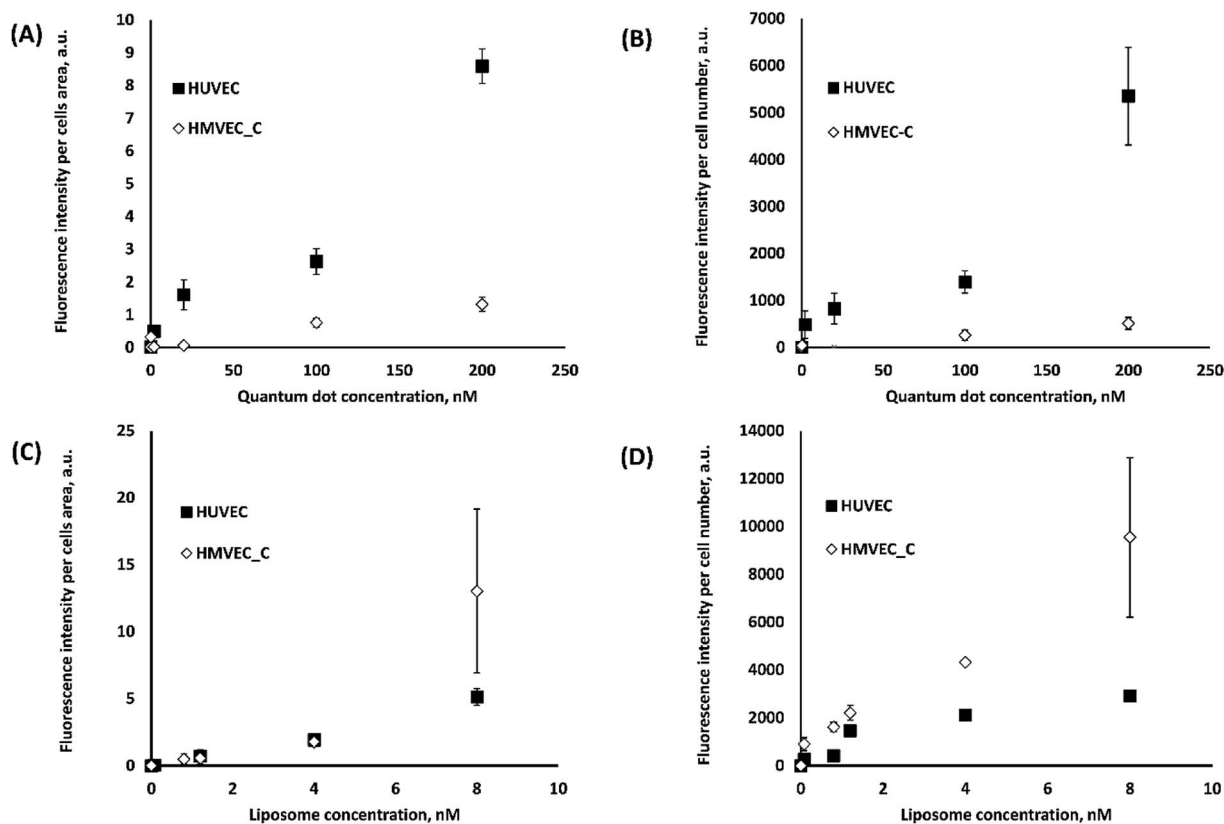 (A)
Fluorescence intensity per cells area, a.u.
10
9
8
7
6
5
4
3
2
1
0
HUVEC
HMVEC_C
0 50 100 150 200 250
Quantum dot concentration, nM
(B)
Fluorescence intensity per cell number, a.u.
7000
6000
5000
4000
3000
2000
1000
0
HUVEC
HMVEC-C
0 50 100 150 200 250
Quantum dot concentration, nM
(C)
Fluorescence intensity per cells area, a.u.
25
20
15
10
5
0
HUVEC
HMVEC_C
0 2 4 6 8 10
Liposome concentration, nM
(D)
Fluorescence intensity per cell number, a.u.
14000
12000
10000
8000
6000
4000
2000
0
HUVEC
HMVEC_C
0 2 4 6 8 10
Liposome concentration, nM